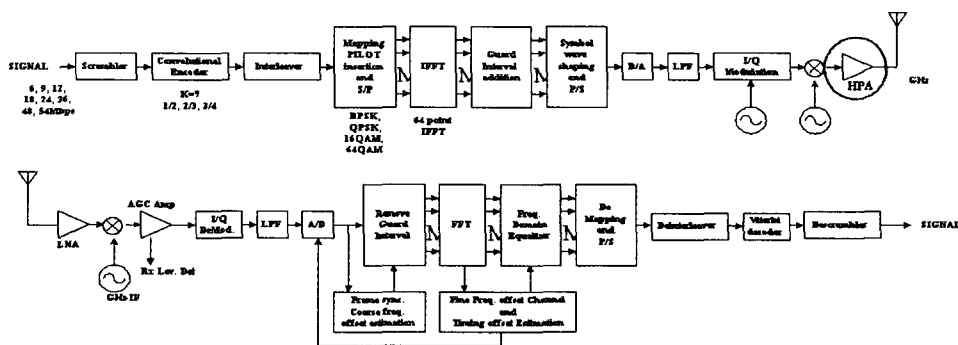 SIGNAL
6, 9, 12,
18, 24, 36,
48, 54Mbps
Scrambler
Convolutional
Encoder
K=7
1/2, 2/3, 3/4
Interleaver
Mapping
PILOT
insertion
and
S/P
BPSK,
QPSK,
16QAM,
64QAM
M
IFFT
64 point
IFFT
M
Guard
Interval
addition
M
Symbol
wave
shaping
and
P/S
D/A
LPF
I/Q
Modulation
HPA
GHz
LNA
AGC Amp
Rx Lev. Det
GHz IF
I/Q
DeMod.
LPF
A/D
Remove
Guard
Interval
M
FFT
M
Freq.
Domain
Equalizer
M
De
Mapping
and
P/S
Deinterleaver
Viterbi
decoder
Descrambler
SIGNAL
Frame sync.
Coarse freq.
offset estimation
Fine Freq. offset Channel
and
Timing offset Estimation